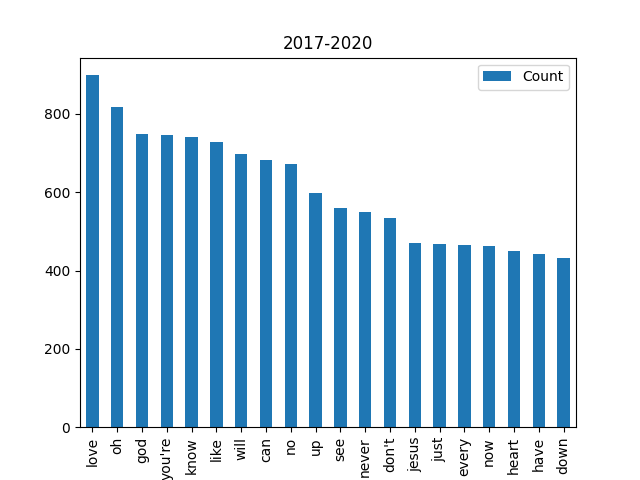 2017-2020
Count
800
600
400
200
0
love
oh
god
you're
know
like
will
can
no
up
see
never
don't
jesus
just
every
now
heart
have
down